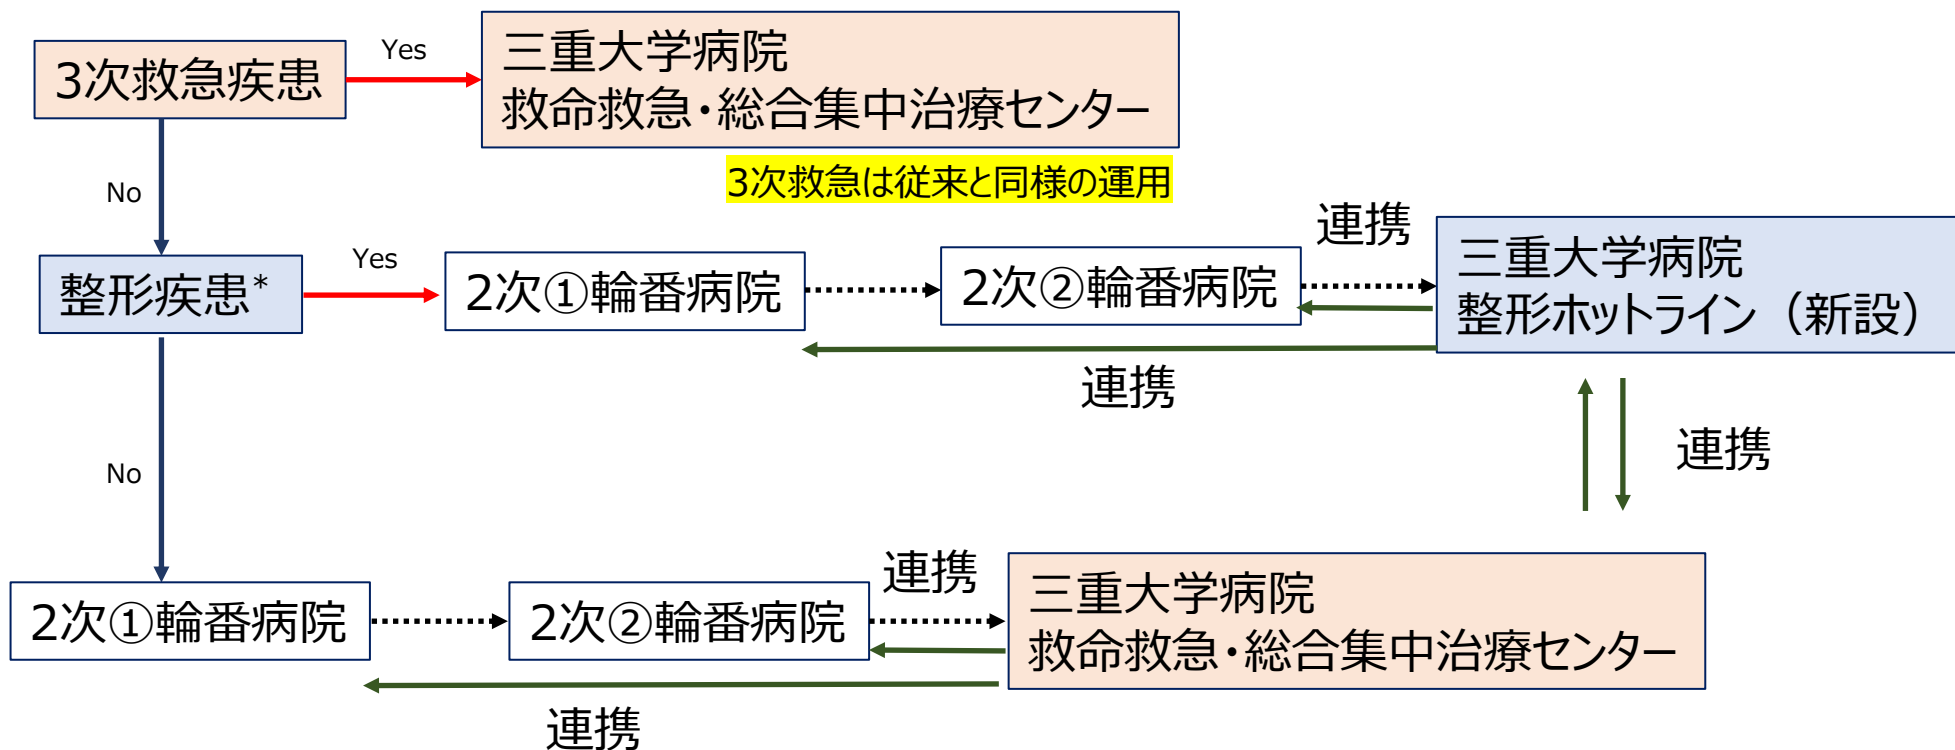 3次救急疾患
Yes
三重大学病院
救命救急・総合集中治療センター
3次救急は従来と同様の運用
No
整形疾患*
Yes
2次①輪番病院
2次②輪番病院
連携
三重大学病院
整形ホットライン（新設）
連携
連携
No
2次①輪番病院
2次②輪番病院
連携
三重大学病院
救命救急・総合集中治療センター
連携